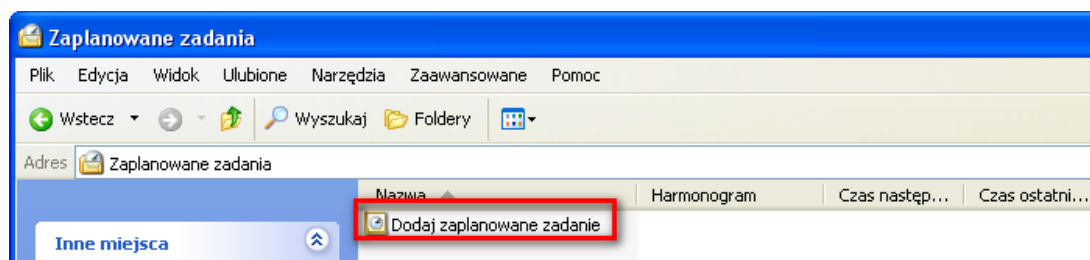 Zaplanowane zadania
Plik Edycja Widok Ulubione Narzędzia Zaawansowane Pomoc
Wstecz Wyszukaj Foldery
Adres Zaplanowane zadania
Nazwa Harmonogram Czas następ... Czas ostatni...
Dodaj zaplanowane zadanie
Inne miejsca